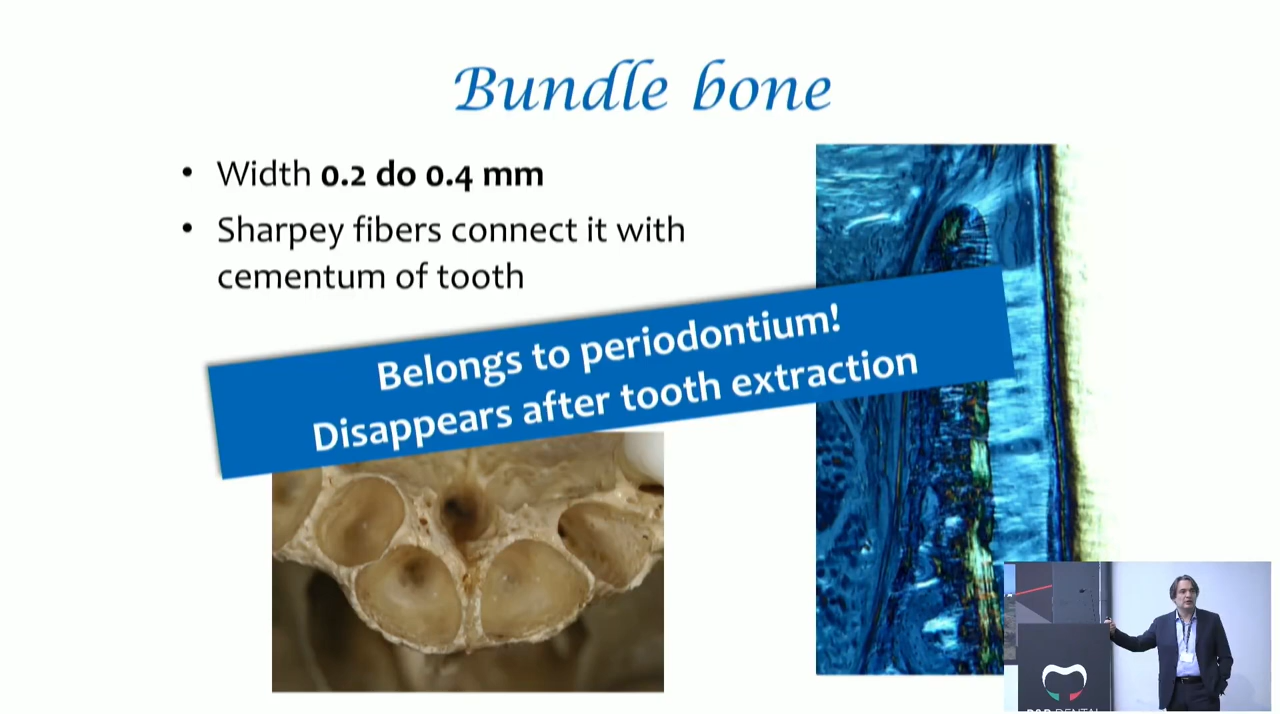 Bundle bone
• Width 0.2 do 0.4 mm
• Sharpey fibers connect it with
cementum of tooth
Belongs to periodontium!
Disappears after tooth extraction
DENTAL